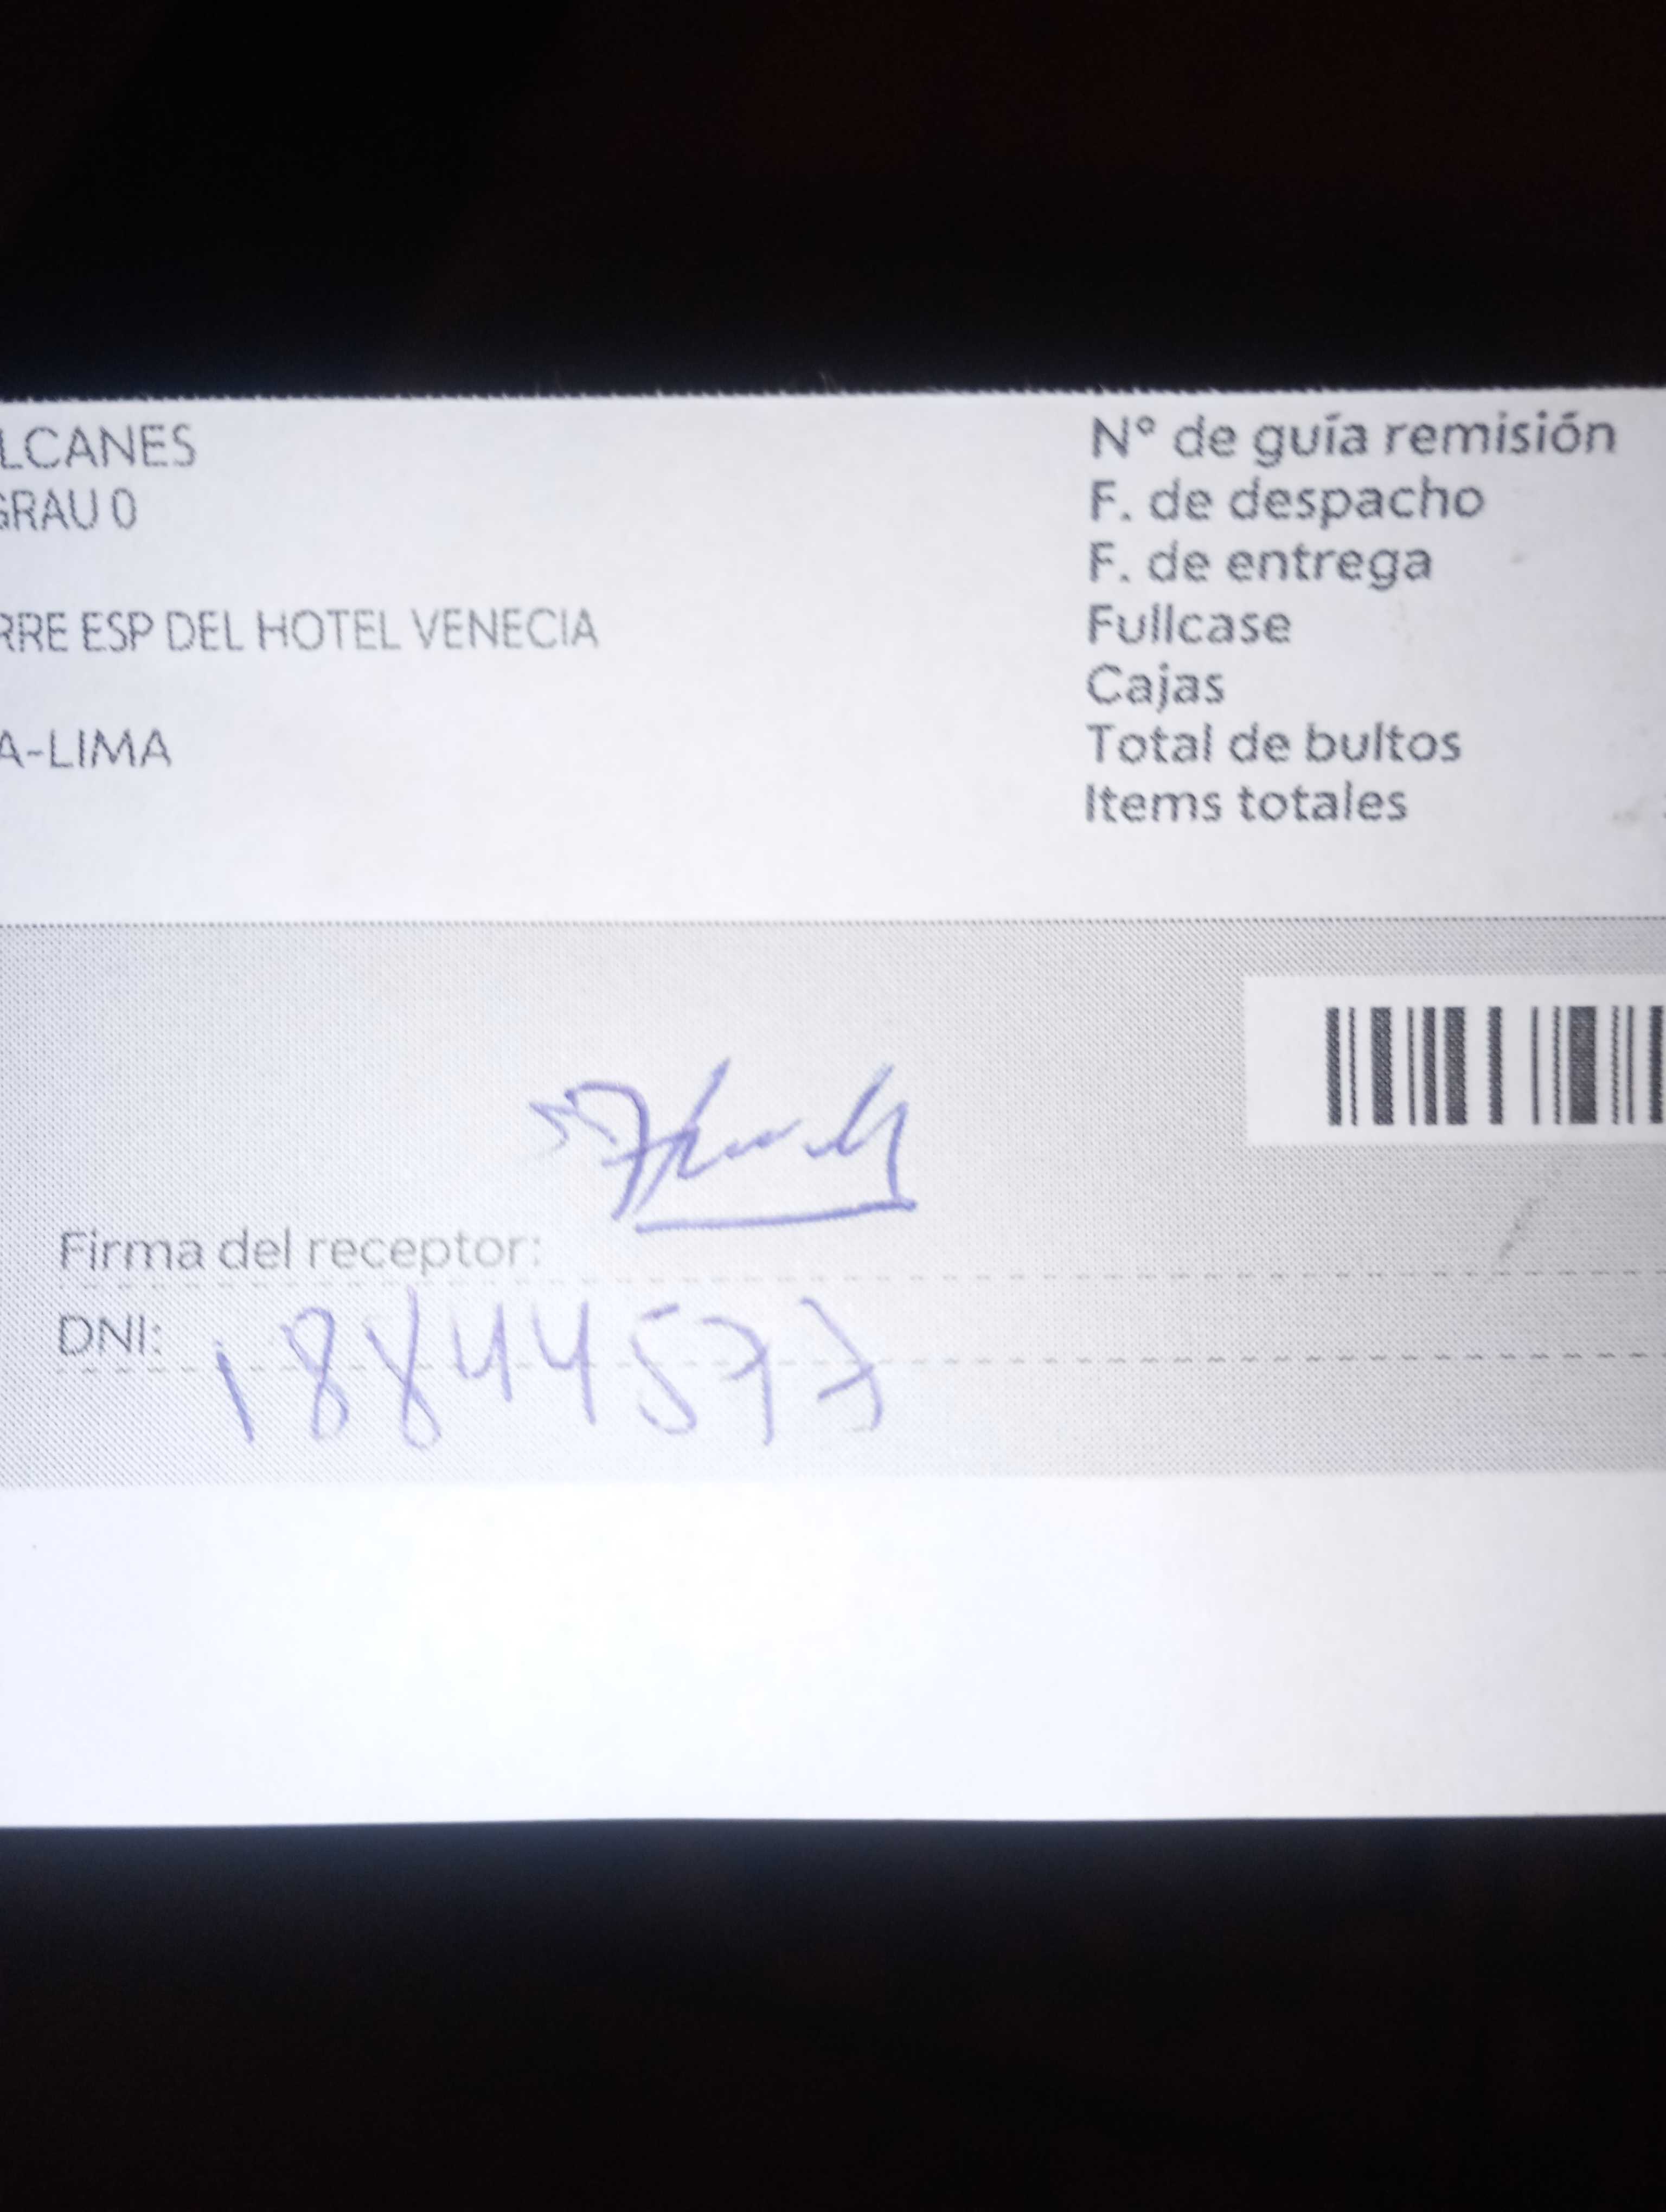 LCANES
GRAU 0
RRE ESP DEL HOTEL VENECIA
A-LIMA
N° de guía remisión
F. de despacho
F. de entrega
Fullcase
Cajas
Total de bultos
Items totales
Firma del receptor:
DNI: 18844577